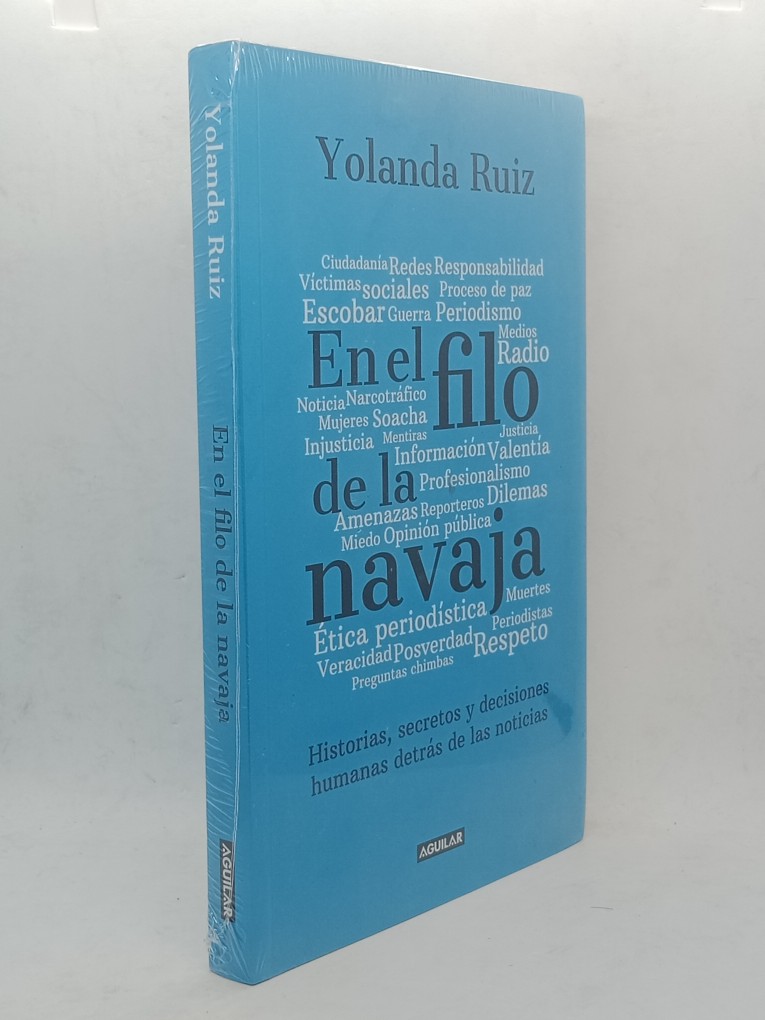 Yolanda Ruiz
En el filo de la navaja
AGUILAR
Yolanda Ruiz
Ciudadanía Redes Responsabilidad
Víctimas sociales Proceso de paz
Escobar Guerra Periodismo
Medios
En el filo Radio
Noticia Narcotráfico
Mujeres Soacha
Injusticia Mentiras Justicia
Información Valentía
de la Profesionalismo
Amenazas Reporteros Dilemas
Miedo Opinión pública
navaja
Muertes
Ética periodística Periodistas
Veracidad Posverdad Respeto
Preguntas chimbas
Historias, secretos y decisiones
humanas detrás de las noticias
AGUILAR